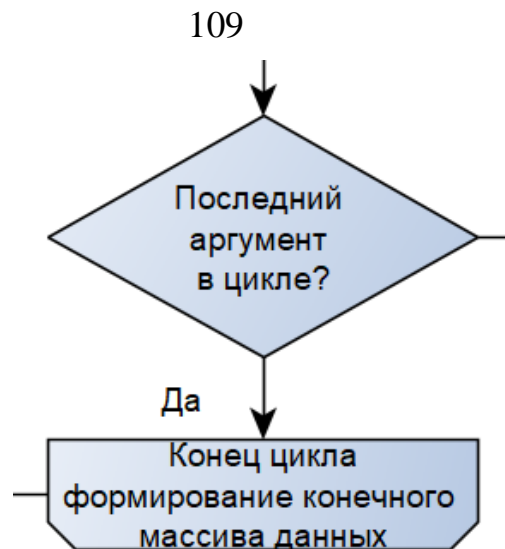 109
Последний
аргумент
в цикле?
Да
Конец цикла
формирование конечного
массива данных